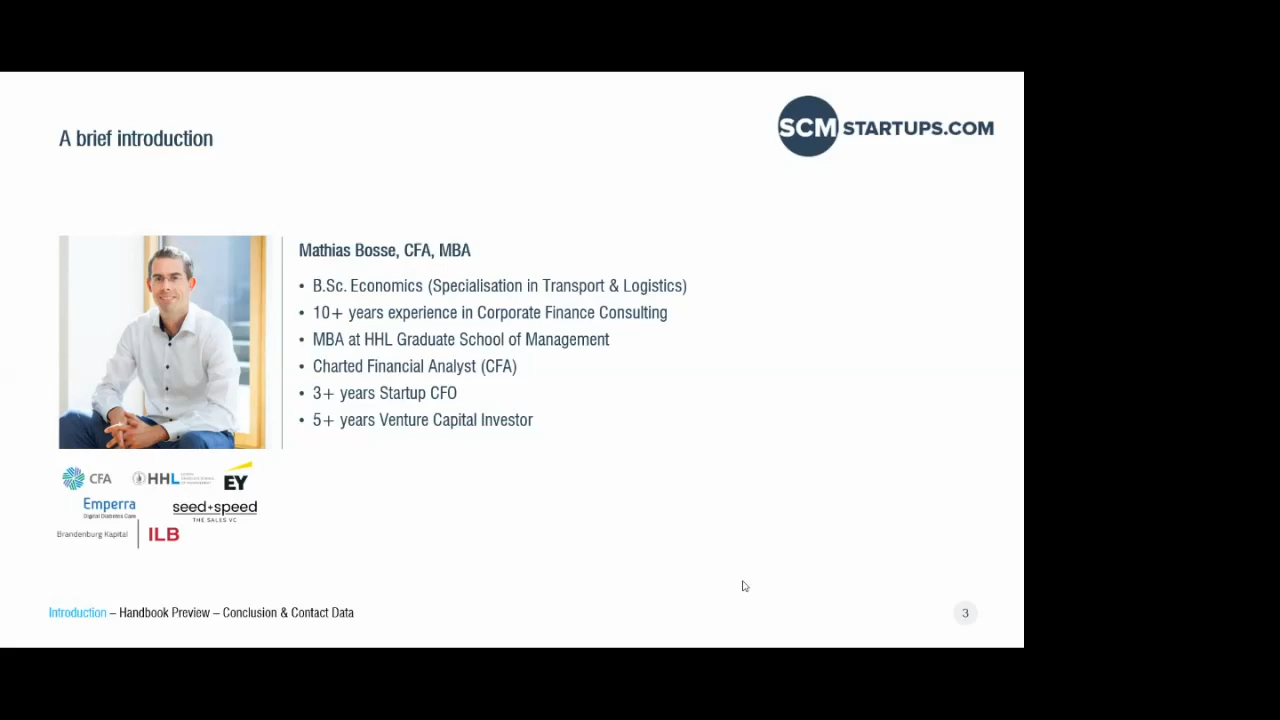 A brief introduction
SCM STARTUPS.COM
Mathias Bosse, CFA, MBA
• B.Sc. Economics (Specialisation in Transport & Logistics)
• 10+ years experience in Corporate Finance Consulting
• MBA at HHL Graduate School of Management
• Charted Financial Analyst (CFA)
• 3+ years Startup CFO
• 5+ years Venture Capital Investor
CFA
HHL
EY
Emperra
Digital Diabetes Care
seed+speed
THE SALES VC
Brandenburg Kapital
ILB
Introduction – Handbook Preview – Conclusion & Contact Data
3